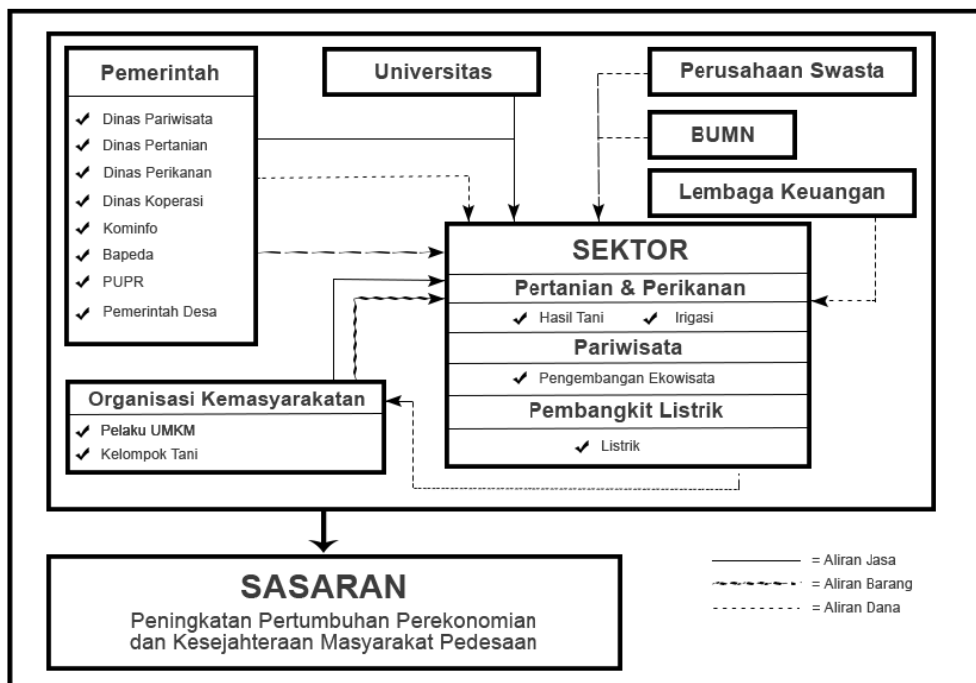 Pemerintah
Dinas Pariwisata
Dinas Pertanian
Dinas Perikanan
Dinas Koperasi
Kominfo
Bapeda
PUPR
Pemerintah Desa
Universitas
Perusahaan Swasta
BUMN
Lembaga Keuangan
SEKTOR
Pertanian & Perikanan
Hasil Tani Irigasi
Pariwisata
Pengembangan Ekowisata
Pembangkit Listrik
Listrik
Organisasi Kemasyarakatan
Pelaku UMKM
Kelompok Tani
SASARAN
Peningkatan Pertumbuhan Perekonomian
dan Kesejahteraan Masyarakat Pedesaan
= Aliran Jasa
= Aliran Barang
= Aliran Dana